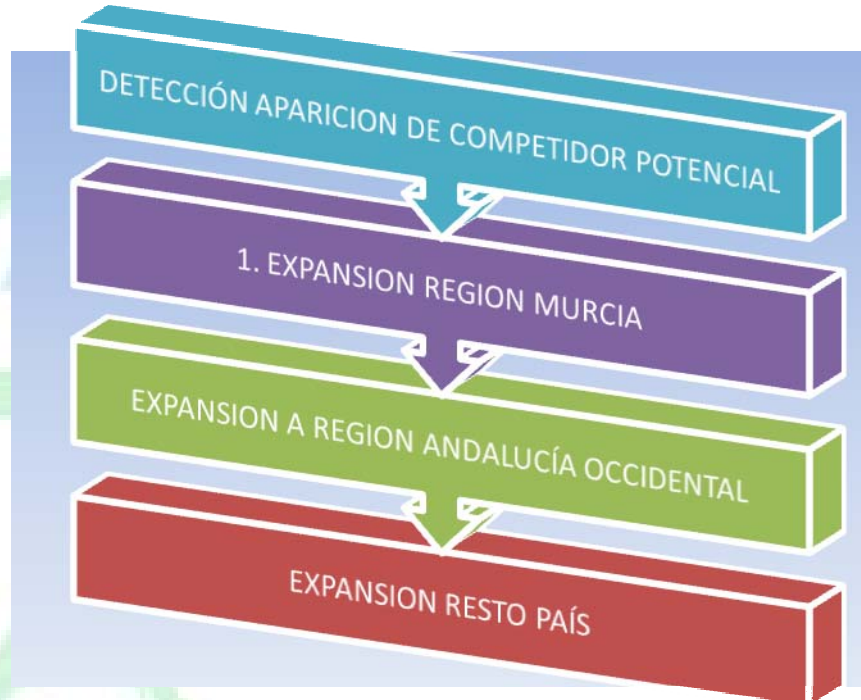 DETECCIÓN APARICION DE COMPETIDOR POTENCIAL
1. EXPANSION REGION MURCIA
EXPANSION A REGION ANDALUCÍA OCCIDENTAL
EXPANSION RESTO PAÍS